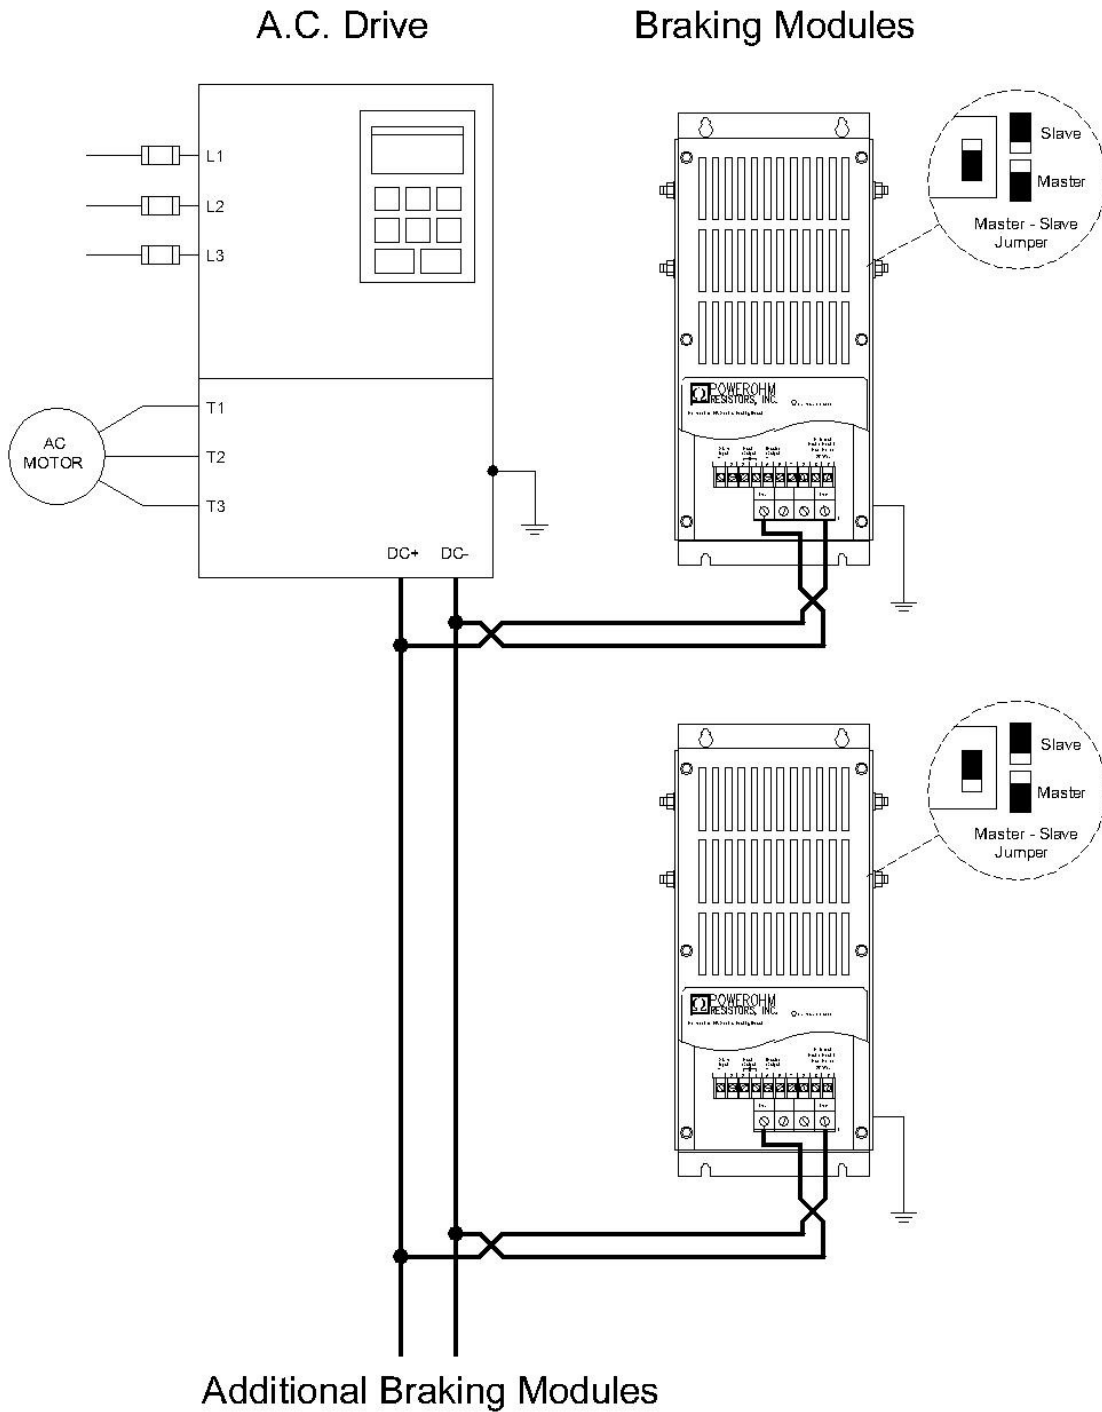 A.C. Drive
Braking Modules
L1
L2
L3
Slave
Master
Master - Slave
Jumper
POWEROHM
RESISTORS, INC.
T1
T2
T3
AC
MOTOR
DC+
DC-
Slave
Master
Master - Slave
Jumper
POWEROHM
RESISTORS, INC.
Additional Braking Modules